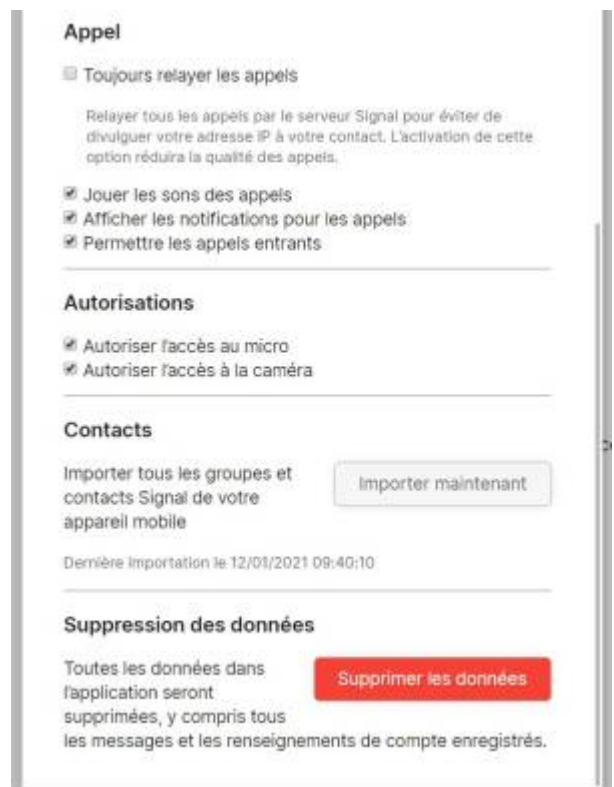 Appel
Toujours relayer les appels
Relayer tous les appels par le serveur Signal pour éviter de
divulguer votre adresse IP à votre contact. L'activation de cette
option réduira la qualité des appels.
Jouer les sons des appels
Afficher les notifications pour les appels
Permettre les appels entrants
Autorisations
Autoriser l'accès au micro
Autoriser l'accès à la caméra
Contacts
Importer tous les groupes et
contacts Signal de votre
appareil mobile
Importer maintenant
Dernière importation le 12/01/2021 09:40:10
Suppression des données
Toutes les données dans
l'application seront
supprimées, y compris tous
les messages et les renseignements de compte enregistrés.
Supprimer les données